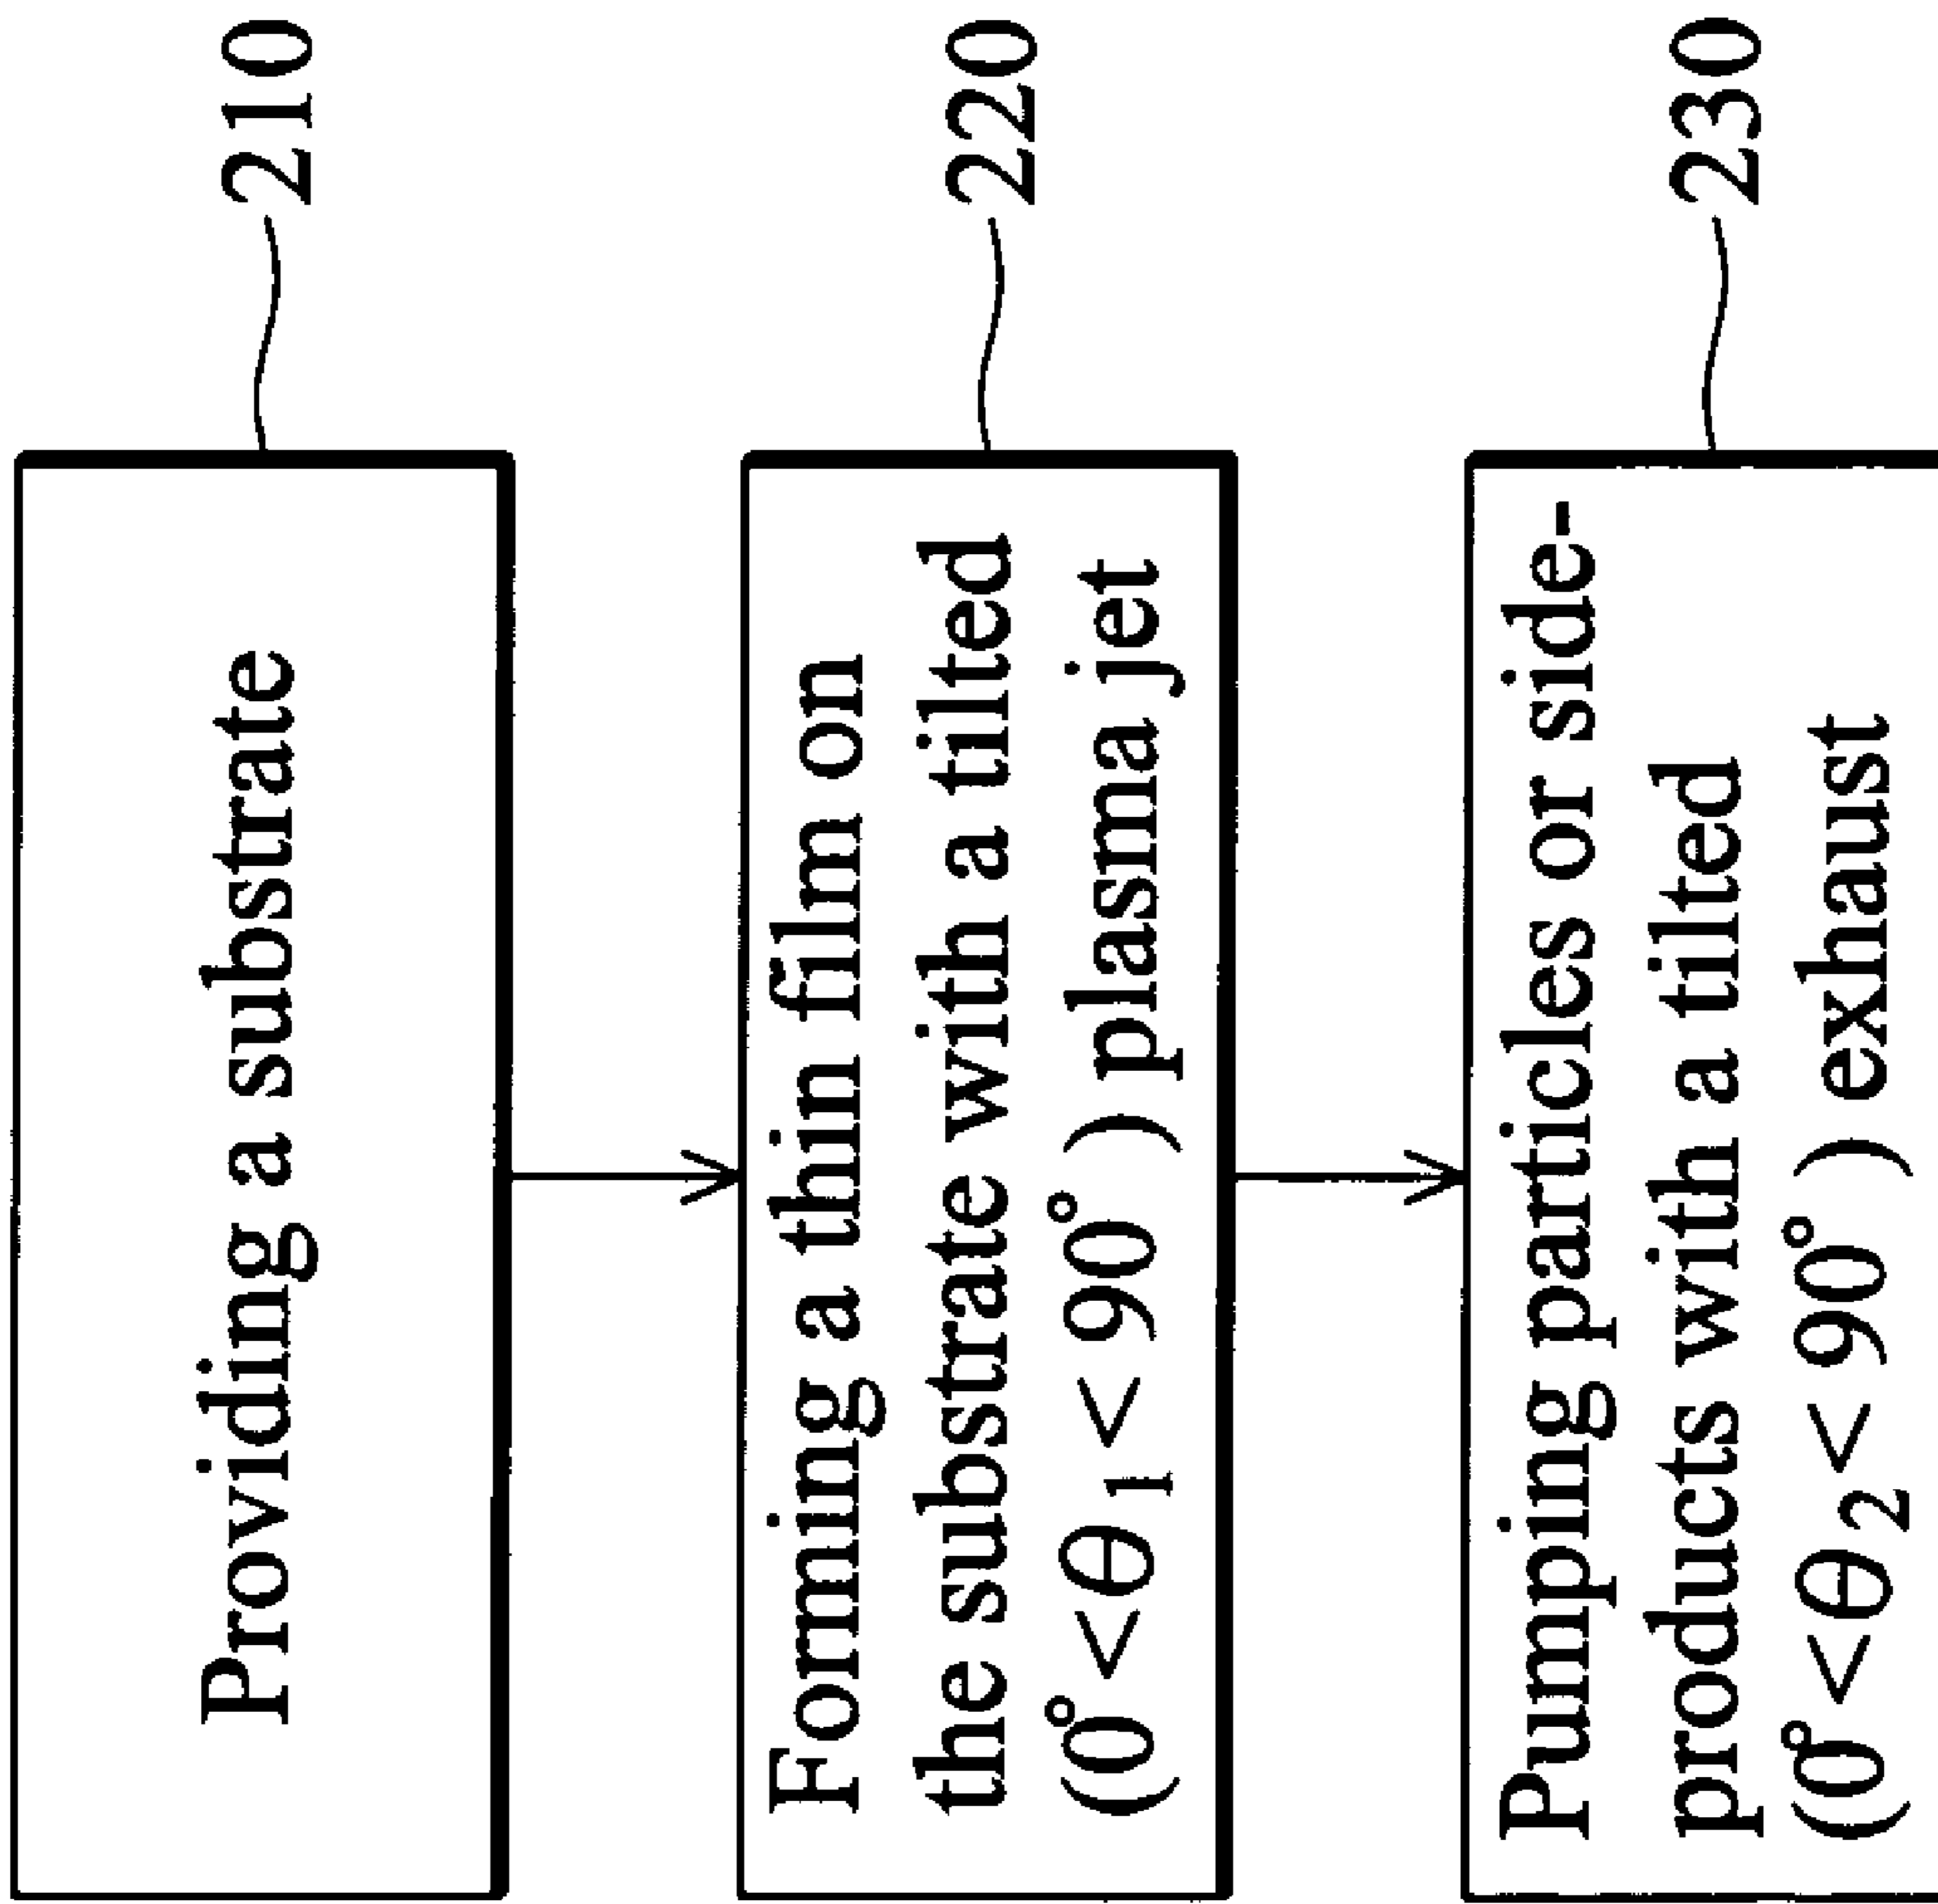 Providing a substrate
210
Forming a thin film on
the substrate with a tilted
(0°<θ₁<90°) plasma jet
220
Pumping particles or side-
products with a tilted
(0°<θ₂<90°) exhaust
230